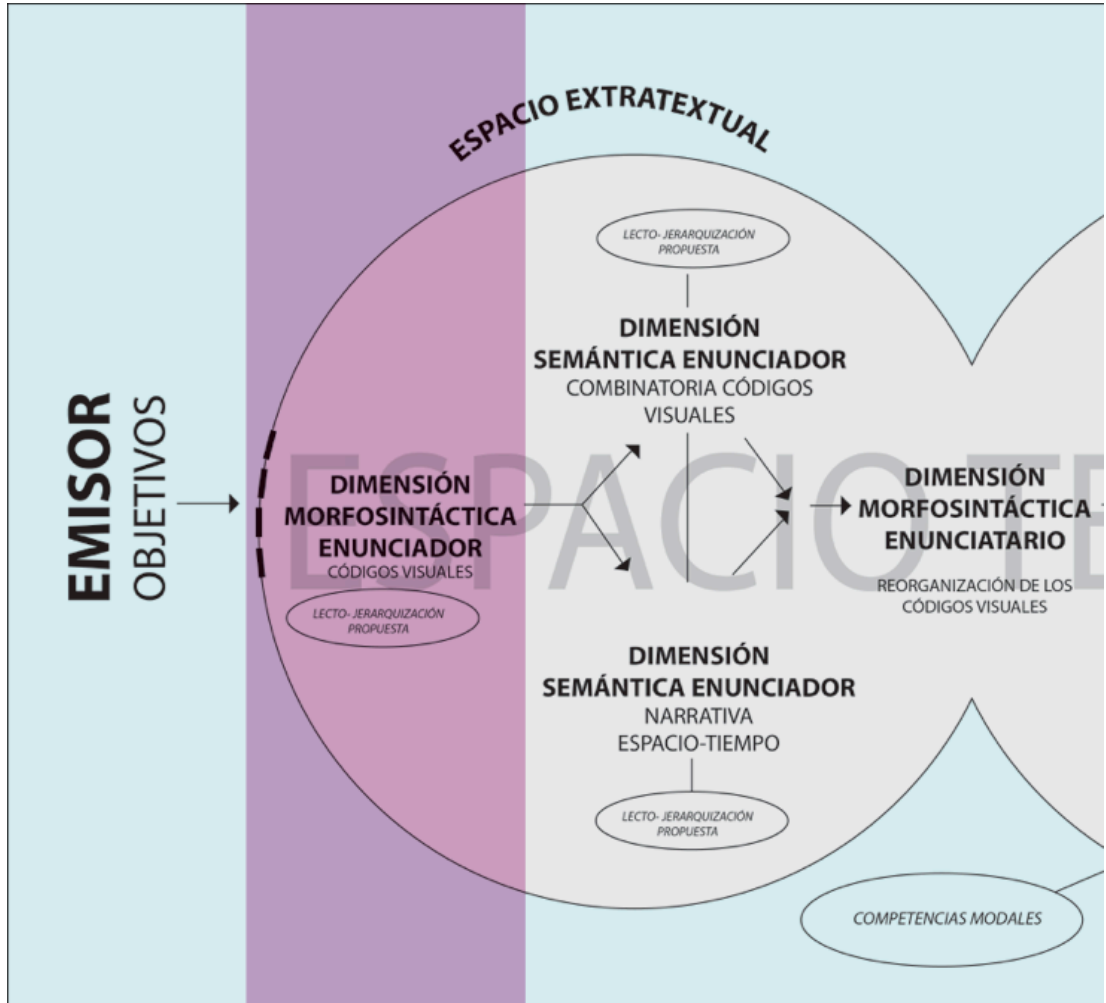 ESPACIO EXTRATEXTUAL
LECTO- JERARQUIZACIÓN
PROPUESTA
DIMENSIÓN
SEMÁNTICA ENUNCIADOR
COMBINATORIA CÓDIGOS
VISUALES
EMISOR
OBJETIVOS
ESPACIO TE
DIMENSIÓN
MORFOSINTÁCTICA
ENUNCIADOR
CÓDIGOS VISUALES
LECTO- JERARQUIZACIÓN
PROPUESTA
DIMENSIÓN
MORFOSINTÁCTICA
ENUNCIATARIO
REORGANIZACIÓN DE LOS
CÓDIGOS VISUALES
DIMENSIÓN
SEMÁNTICA ENUNCIADOR
NARRATIVA
ESPACIO-TIEMPO
LECTO- JERARQUIZACIÓN
PROPUESTA
COMPETENCIAS MODALES